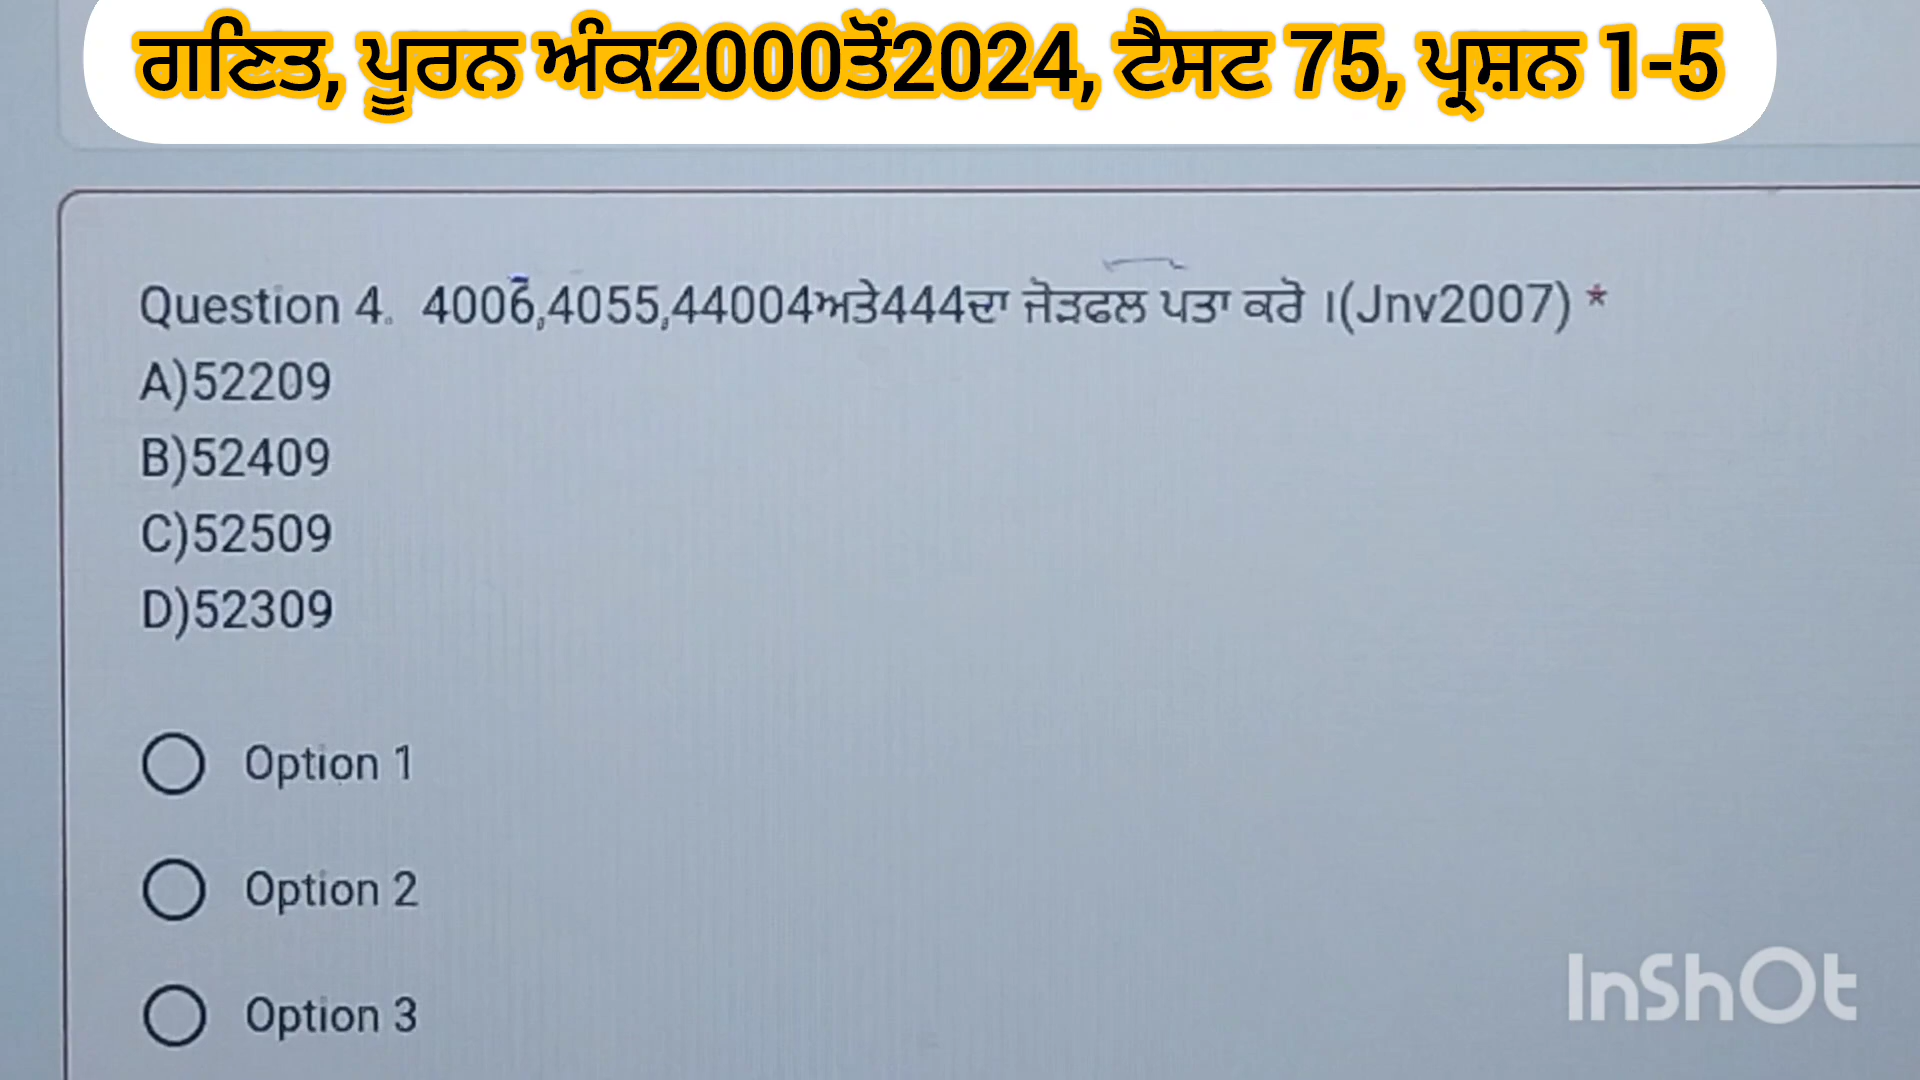 ਗਣਿਤ, ਪੂਰਨ ਅੰਕ2000ਤੋਂ2024, ਟੈਸਟ 75, ਪ੍ਰਸ਼ਨ 1-5
Question 4. 4006,4055,44004ਅਤੇ444ਦਾ ਜੋੜਫਲ ਪਤਾ ਕਰੋ ।(Jnv2007) *
A)52209
B)52409
C)52509
D)52309
Option 1
Option 2
Option 3
InShOt